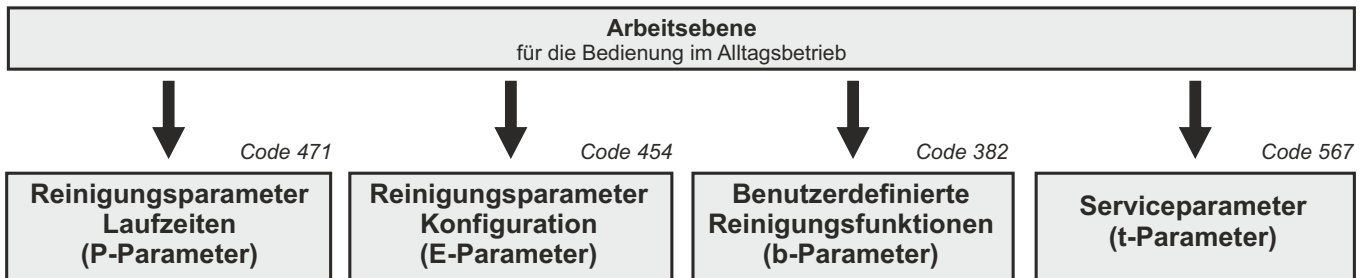 Arbeitsebene
für die Bedienung im Alltagsbetrieb
Code 471
Code 454
Code 382
Code 567
Reinigungsparameter
Laufzeiten
(P-Parameter)
Reinigungsparameter
Konfiguration
(E-Parameter)
Benutzerdefinierte
Reinigungsfunktionen
(b-Parameter)
Serviceparameter
(t-Parameter)